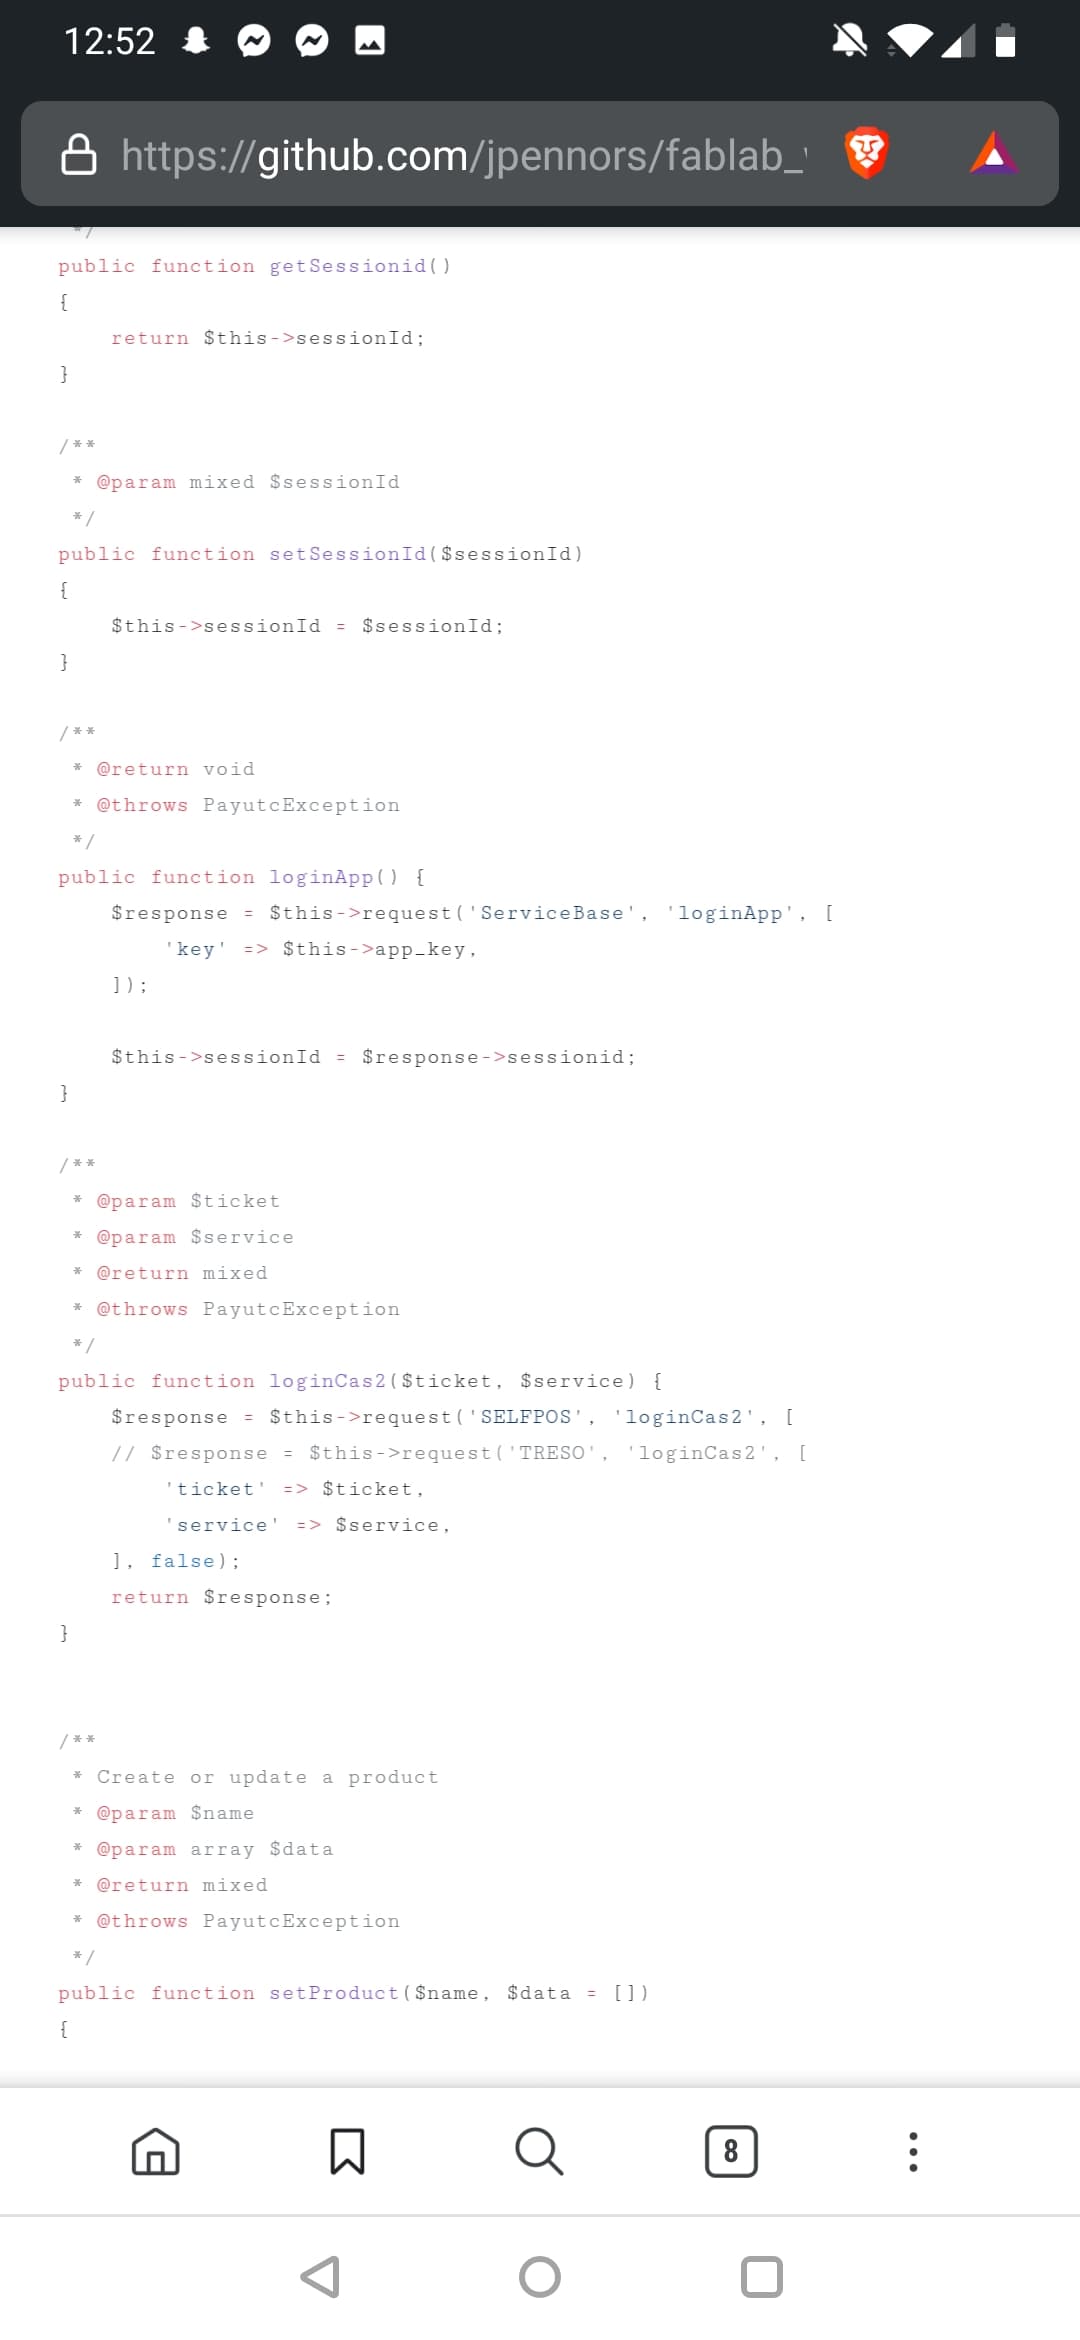 12:52
https://github.com/jpennors/fablab_
*/
public function getSessionid()
{
return $this->sessionId;
}
/**
* @param mixed $sessionId
*/
public function setSessionId($sessionId)
{
$this->sessionId = $sessionId;
}
/**
* @return void
* @throws PayutcException
*/
public function loginApp() {
$response = $this->request('ServiceBase', 'loginApp', [
'key' => $this->app_key,
]);
$this->sessionId = $response->sessionid;
}
/**
* @param $ticket
* @param $service
* @return mixed
* @throws PayutcException
*/
public function loginCas2($ticket, $service) {
$response = $this->request('SELFPOS', 'loginCas2', [
// $response = $this->request('TRESO', 'loginCas2', [
'ticket' => $ticket,
'service' => $service,
], false);
return $response;
}
/**
* Create or update a product
* @param $name
* @param array $data
* @return mixed
* @throws PayutcException
*/
public function setProduct($name, $data = [])
{
8